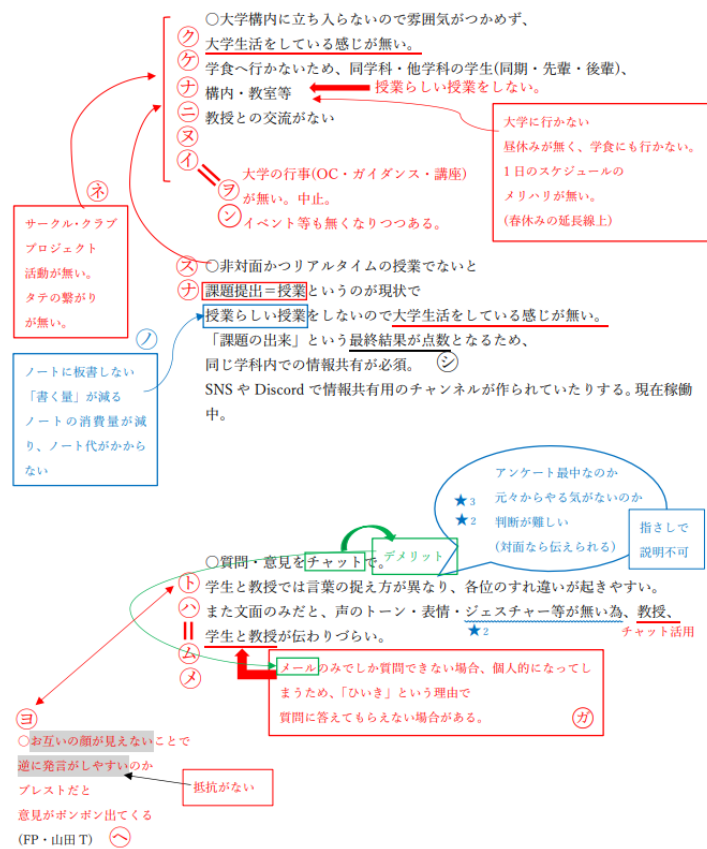 ○大学構内に立ち入らないので雰囲気がつかめず、
大学生活をしている感じが無い。
学食へ行かないため、同学科・他学科の学生(同期・先輩・後輩)、
構内・教室等
授業らしい授業をしない。
教授との交流がない
ク
ケ
ナ
ニ
ヌ
イ
大学に行かない
昼休みが無く、学食にも行かない。
1日のスケジュールの
メリハリが無い。
(春休みの延長線上)
大学の行事(OC・ガイダンス・講座)
ヲ
が無い。中止。
ン
イベント等も無くなりつつある。
ネ
サークル・クラブ
プロジェクト
活動が無い。
タテの繋がり
が無い。
ス
○非対面かつリアルタイムの授業でないと
ナ
課題提出=授業というのが現状で
授業らしい授業をしないので大学生活をしている感じが無い。
「課題の出来」という最終結果が点数となるため、
同じ学科内での情報共有が必須。
シ
SNSやDiscordで情報共有用のチャンネルが作られていたりする。現在稼働
中。
ノ
ノートに板書しない
「書く量」が減る
ノートの消費量が減
り、ノート代がかから
ない
アンケート最中なのか
★3
元々からやる気がないのか
★2
判断が難しい
(対面なら伝えられる)
指さしで
説明不可
デメリット
○質問・意見をチャットで。
ト
学生と教授では言葉の捉え方が異なり、各位のすれ違いが起きやすい。
ハ
また文面のみだと、声のトーン・表情・ジェスチャー等が無い為、教授、
★2
チャット活用
学生と教授が伝わりづらい。
ム
メ
メールのみでしか質問できない場合、個人的になってし
まうため、「ひいき」という理由で
質問に答えてもらえない場合がある。
ガ
ヨ
○お互いの顔が見えないことで
逆に発言がしやすいのか
ブレストだと
意見がポンポン出てくる
(FP・山田T)
ヘ
抵抗がない